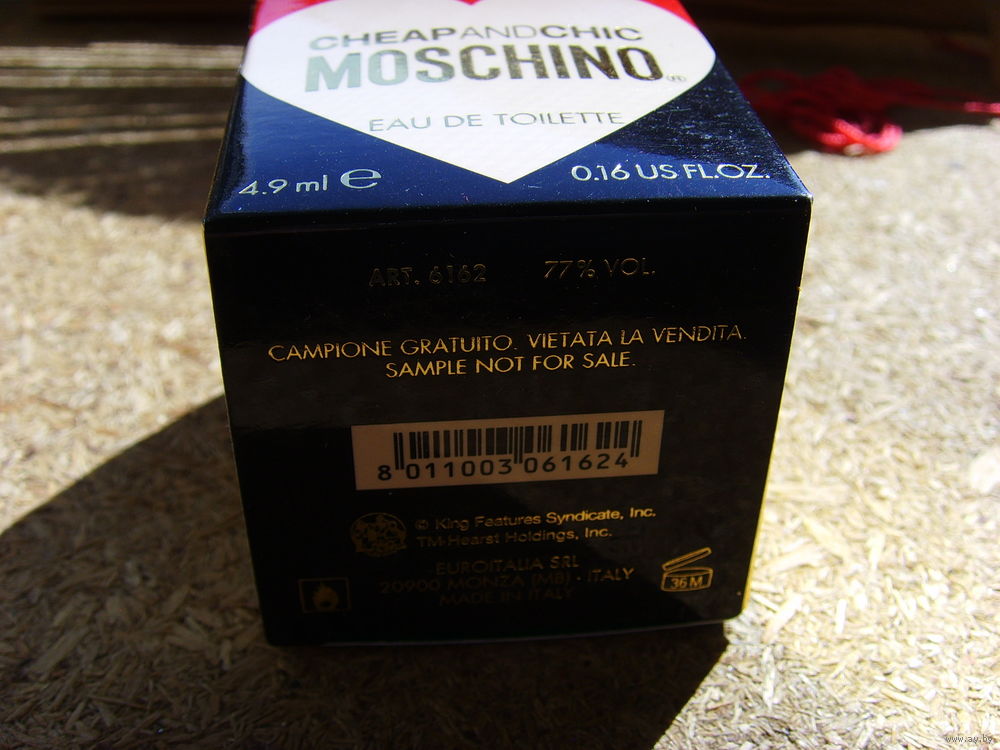 CHEAPANDCHIC
MOSCHINO®
EAU DE TOILETTE
4.9 ml ℮ 0.16 US FL.OZ.
ART. 6162 77% VOL.
CAMPIONE GRATUITO. VIETATA LA VENDITA.
SAMPLE NOT FOR SALE.
8 011003 061624
© King Features Syndicate, Inc.
TM Hearst Holdings, Inc.
EUROITALIA SRL
20900 MONZA (MB) - ITALY
MADE IN ITALY
36 M
www.ay.by